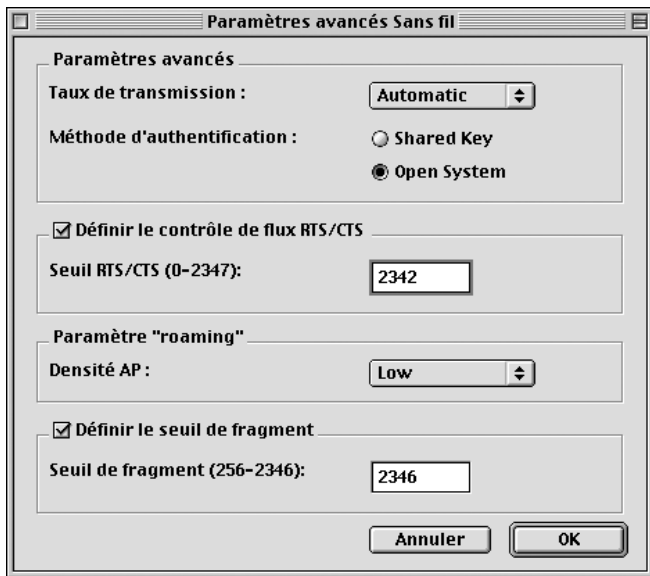 Paramètres avancés Sans fil
Paramètres avancés
Taux de transmission : Automatic
Méthode d'authentification : Shared Key
Open System
Définir le contrôle de flux RTS/CTS
Seuil RTS/CTS (0-2347): 2342
Paramètre "roaming"
Densité AP : Low
Définir le seuil de fragment
Seuil de fragment (256-2346): 2346
Annuler OK